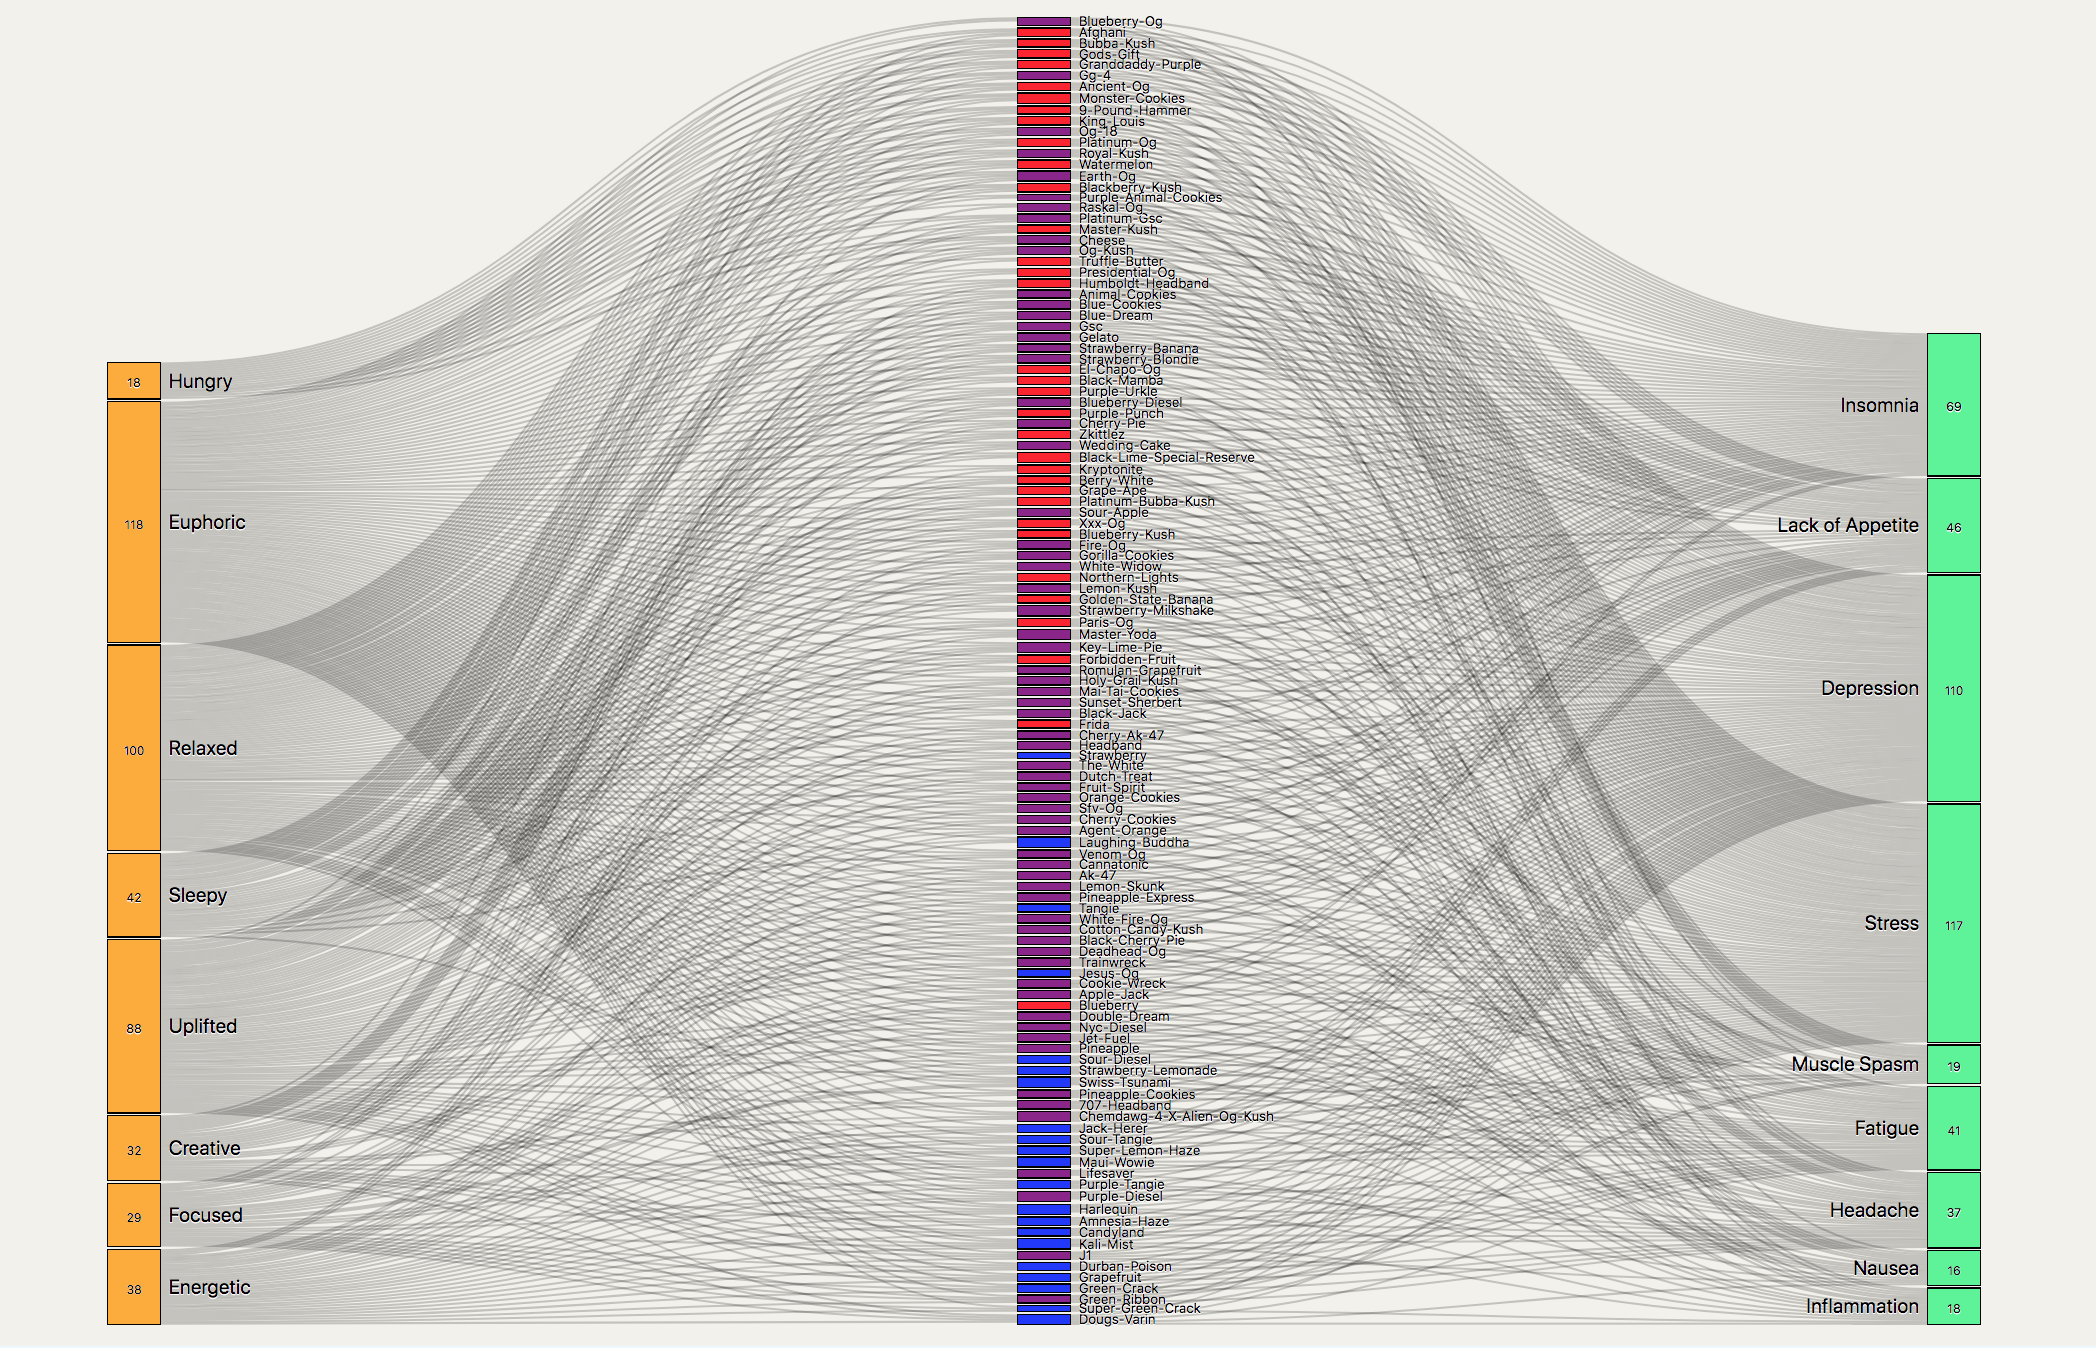 18 Hungry
118 Euphoric
100 Relaxed
42 Sleepy
88 Uplifted
32 Creative
29 Focused
38 Energetic
Blueberry-Og
Afghani
Bubba-Kush
Gods-Gift
Granddaddy-Purple
Gg-4
Ancient-Og
Monster-Cookies
9-Pound-Hammer
King-Louis
Og-18
Platinum-Og
Royal-Kush
Watermelon
Earth-Og
Blackberry-Kush
Purple-Animal-Cookies
Raskal-Og
Platinum-Gsc
Master-Kush
Cheese
Og-Kush
Truffle-Butter
Presidential-Og
Humboldt-Headband
Animal-Cookies
Blue-Cookies
Blue-Dream
Gsc
Gelato
Strawberry-Banana
Strawberry-Blondie
El-Chapo-Og
Black-Mamba
Purple-Urkle
Blueberry-Diesel
Purple-Punch
Cherry-Pie
Zkittlez
Wedding-Cake
Black-Lime-Special-Reserve
Kryptonite
Berry-White
Grape-Ape
Platinum-Bubba-Kush
Sour-Apple
Xxx-Og
Blueberry-Kush
Fire-Og
Gorilla-Cookies
White-Widow
Northern-Lights
Lemon-Kush
Golden-State-Banana
Strawberry-Milkshake
Paris-Og
Master-Yoda
Key-Lime-Pie
Forbidden-Fruit
Romulan-Grapefruit
Holy-Grail-Kush
Mai-Tai-Cookies
Sunset-Sherbert
Black-Jack
Frida
Cherry-Ak-47
Headband
Strawberry
The-White
Dutch-Treat
Fruit-Spirit
Orange-Cookies
Sfv-Og
Cherry-Cookies
Agent-Orange
Laughing-Buddha
Venom-Og
Cannatonic
Ak-47
Lemon-Skunk
Pineapple-Express
Tangie
White-Fire-Og
Cotton-Candy-Kush
Black-Cherry-Pie
Deadhead-Og
Trainwreck
Jesus-Og
Cookie-Wreck
Apple-Jack
Blueberry
Double-Dream
Nyc-Diesel
Jet-Fuel
Pineapple
Sour-Diesel
Strawberry-Lemonade
Swiss-Tsunami
Pineapple-Cookies
707-Headband
Chemdawg-4-X-Alien-Og-Kush
Jack-Herer
Sour-Tangie
Super-Lemon-Haze
Maui-Wowie
Lifesaver
Purple-Tangie
Purple-Diesel
Harlequin
Amnesia-Haze
Candyland
Kali-Mist
J1
Durban-Poison
Grapefruit
Green-Crack
Green-Ribbon
Super-Green-Crack
Dougs-Varin
Insomnia 69
Lack of Appetite 46
Depression 110
Stress 117
Muscle Spasm 19
Fatigue 41
Headache 37
Nausea 16
Inflammation 18